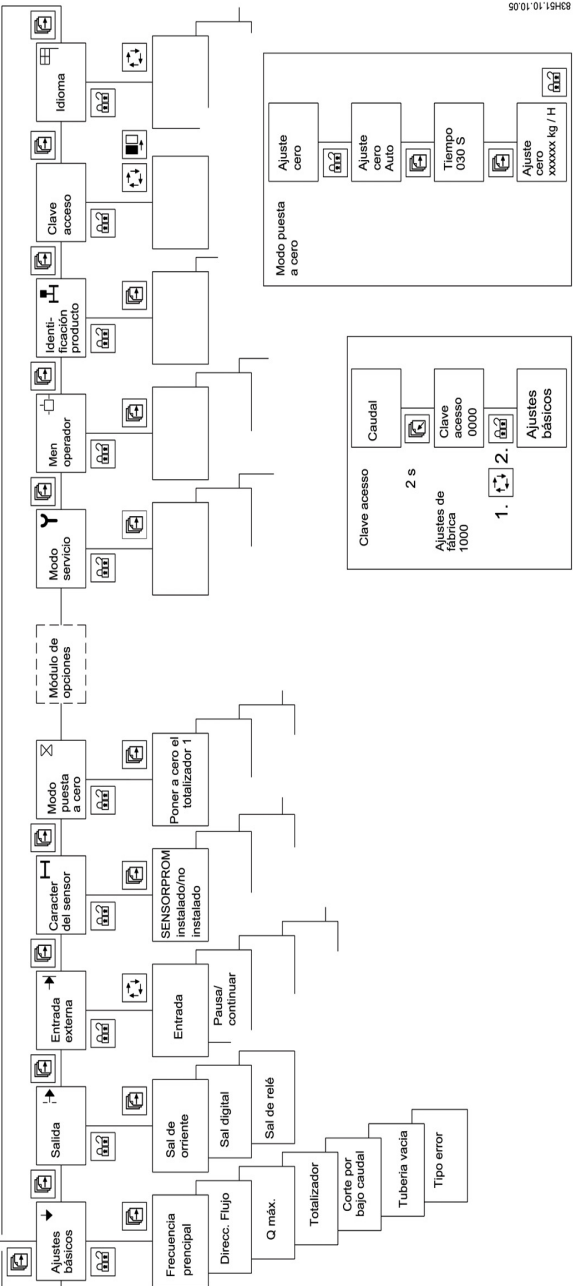 Ajustes
básicos
Salida
Entrada
externa
Caracter
del sensor
Modo
puesta
a cero
Módulo de
opciones
Modo
servicio
Men
operador
Identi-
ficación
producto
Clave
acceso
Idioma
Frecuencia
prencipal
Direcc. Flujo
Q máx.
Totalizador
Corte por
bajo caudal
Tubería vacia
Tipo error
Sal de
orriente
Sal digital
Sal de relé
Entrada
Pausa/
continuar
SENSORPROM
instalado/no
instalado
Poner a cero el
totalizador 1
Clave acesso
2 s
Ajustes de
fábrica
1000
1.
2.
Caudal
Clave
acesso
0000
Ajustes
básicos
Modo puesta
a cero
Ajuste
cero
Ajuste
cero
Auto
Tiempo
030 S
Ajuste
cero
xxxxxx kg / H
83H51.10.10.05